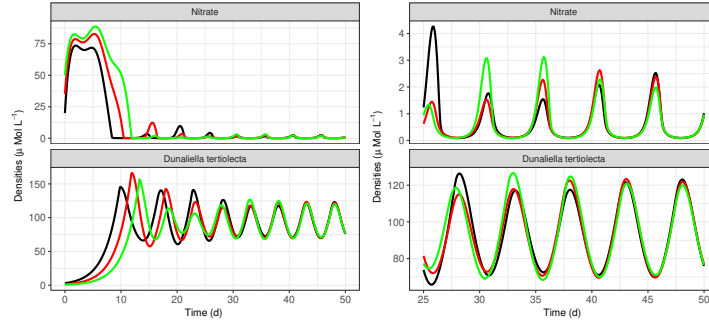 Nitrate
75
50
25
0
Dunaliella tertiolecta
150
100
50
0
0 10 20 30 40 50
Time (d)
Densities (μ Mol L⁻¹)
Nitrate
4
3
2
1
0
Dunaliella tertiolecta
120
100
80
25 30 35 40 45 50
Time (d)
Densities (μ Mol L⁻¹)